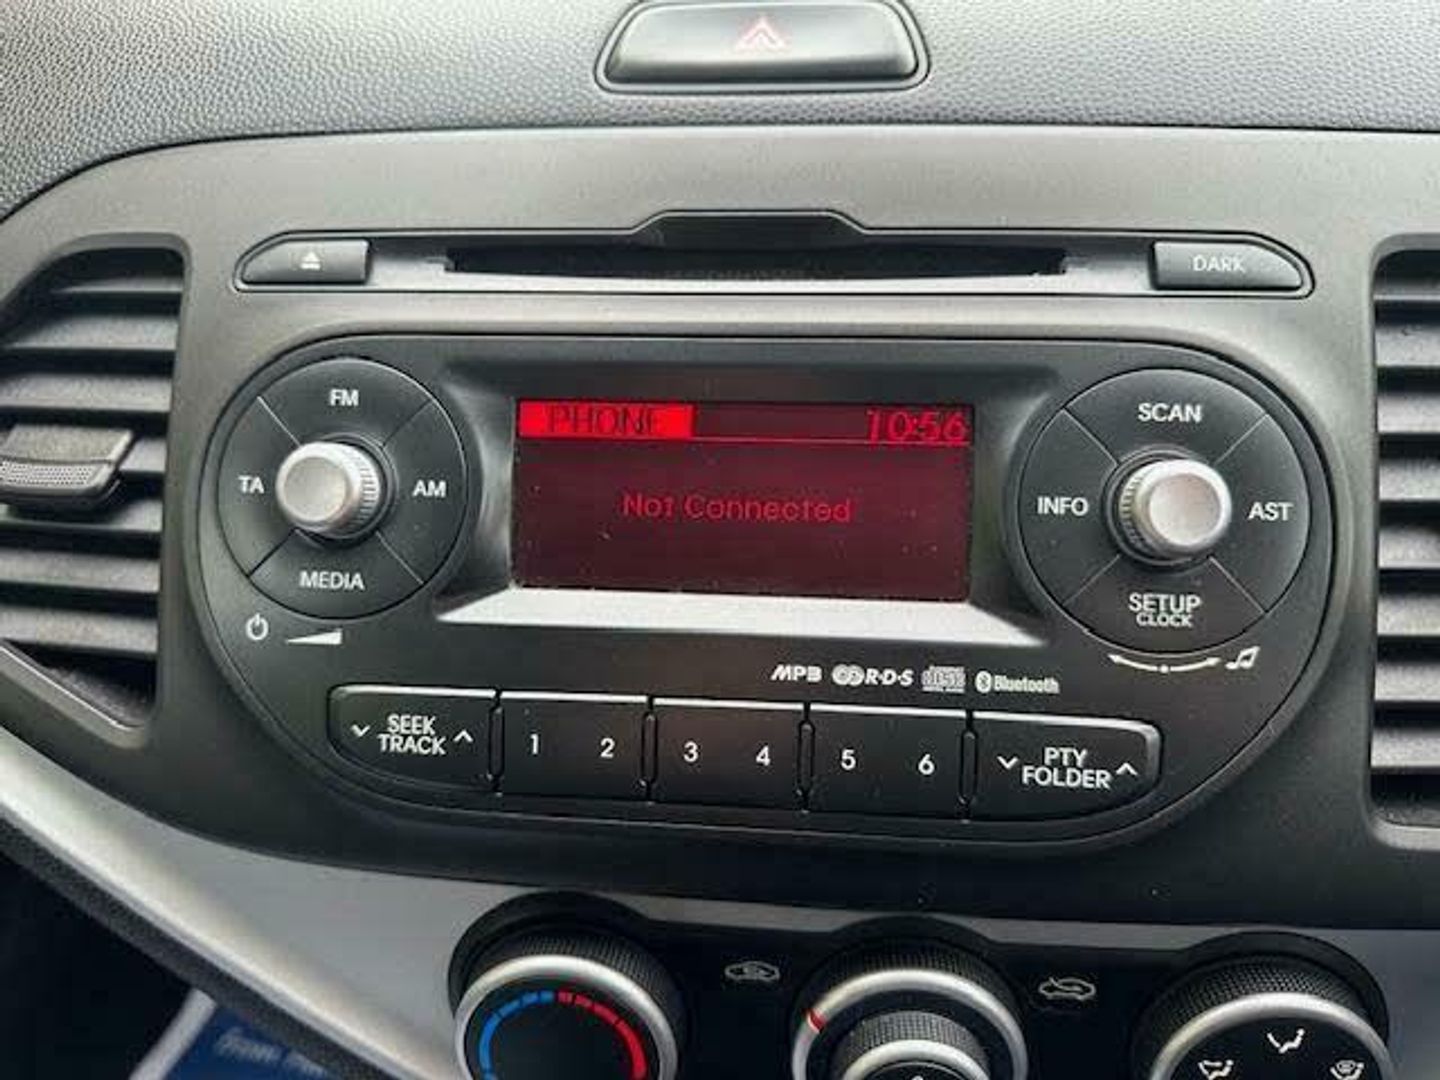 DARK
FM
TA
AM
MEDIA
PHONE 10:56
Not Connected
SCAN
INFO
AST
SETUP
CLOCK
MP3 R·D·S Bluetooth
SEEK
TRACK
1 2 3 4 5 6
PTY
FOLDER